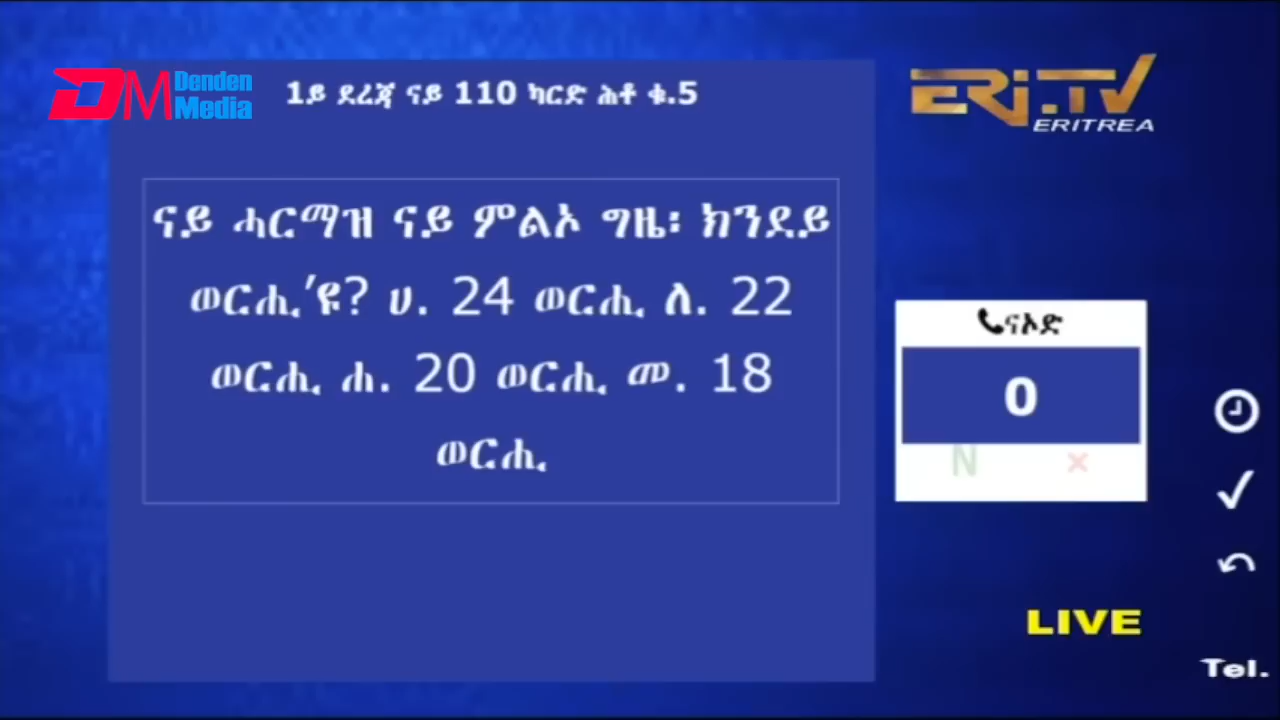 DM Denden
Media
1ይ ደረጃ ናይ 110 ካርድ ሕቶ ቁ.5
ERi.TV
ERITREA
ናይ ሓርማዝ ናይ ምልኦ ግዜ፡ ክንደይ
ወርሒ’ዩ? ሀ. 24 ወርሒ ለ. 22
ወርሒ ሐ. 20 ወርሒ መ. 18
ወርሒ
ናኦድ
0
N ×
LIVE
Tel.